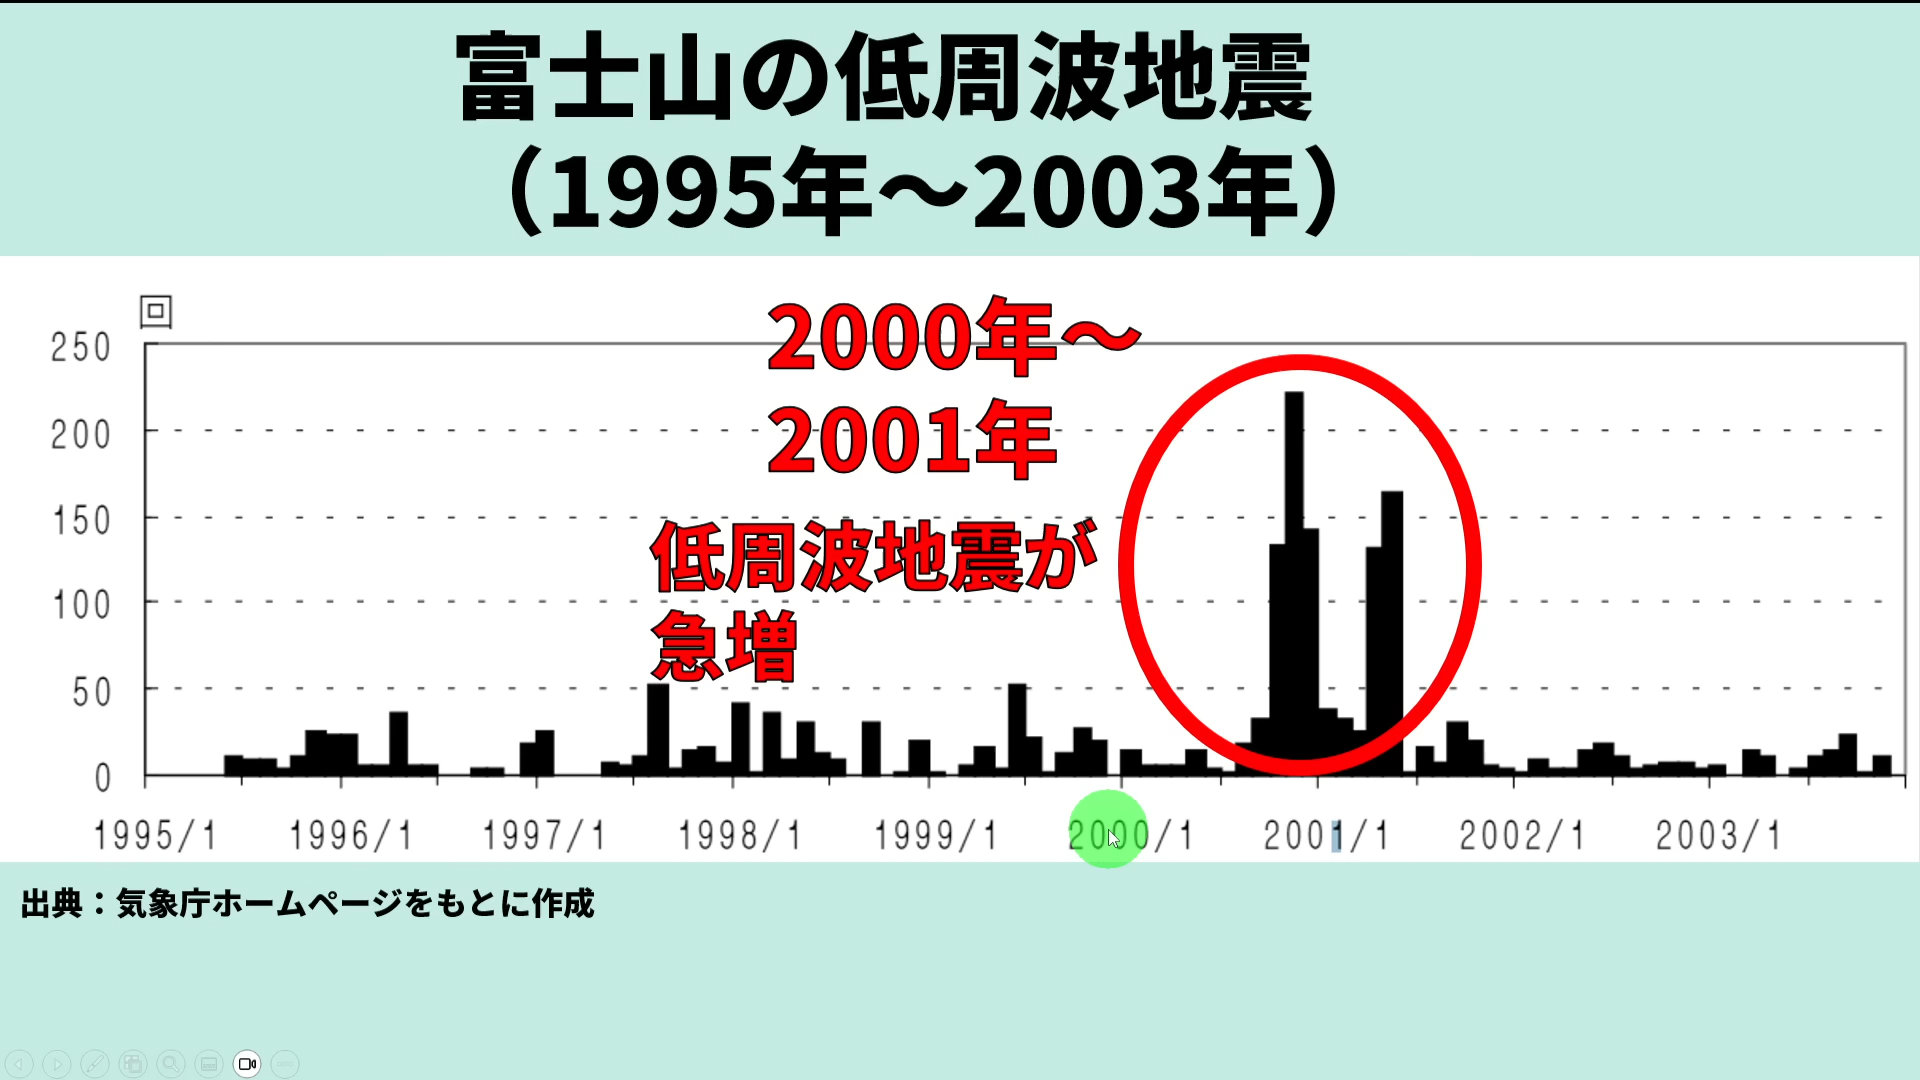 富士山の低周波地震
（1995年～2003年）
回
250
200
150
100
50
0
2000年～
2001年
低周波地震が
急増
1995/1 1996/1 1997/1 1998/1 1999/1 2000/1 2001/1 2002/1 2003/1
出典：気象庁ホームページをもとに作成